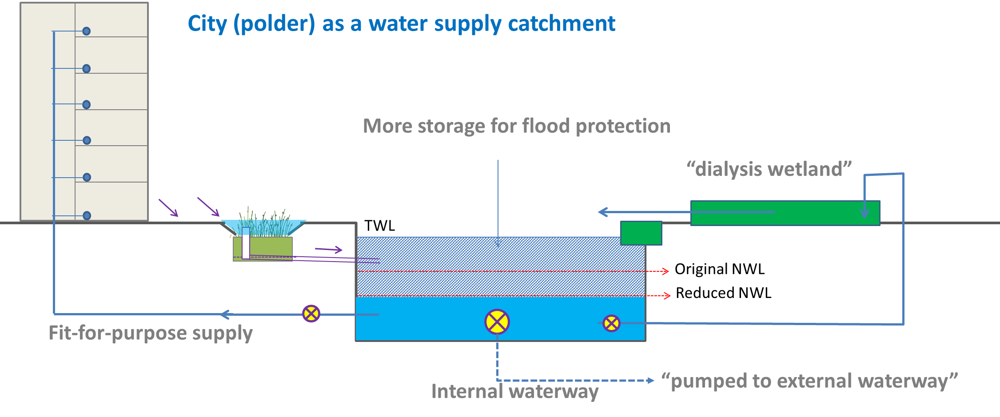 City (polder) as a water supply catchment
More storage for flood protection
“dialysis wetland”
TWL
Original NWL
Reduced NWL
Fit-for-purpose supply
Internal waterway
“pumped to external waterway”